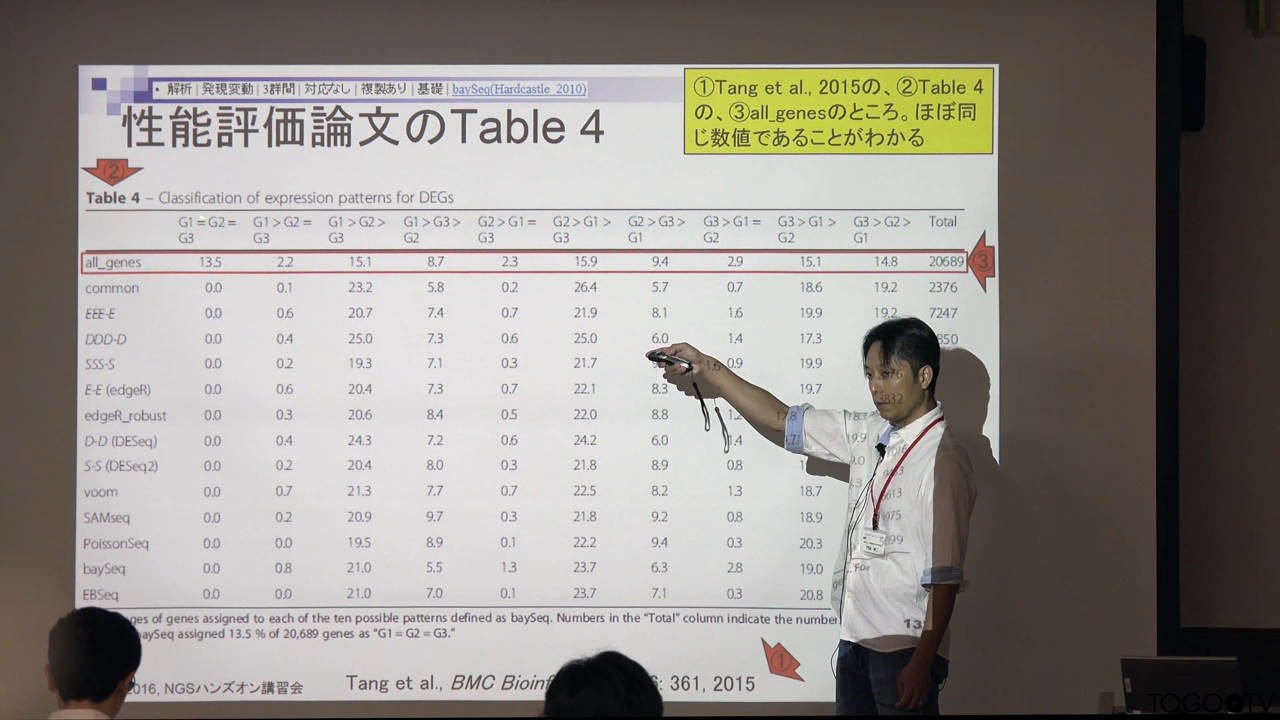 • 解析 | 発現変動 | 3群間 | 対応なし | 複製あり | 基礎 | baySeq(Hardcastle_2010)
性能評価論文のTable 4
①Tang et al., 2015の、②Table 4
の、③all_genesのところ。ほぼ同
じ数値であることがわかる
②
Table 4 – Classification of expression patterns for DEGs
G1 = G2 = G3 G1 > G2 = G3 G1 > G2 > G3 G1 > G3 > G2 G2 > G1 = G3 G2 > G1 > G3 G2 > G3 > G1 G3 > G1 = G2 G3 > G1 > G2 G3 > G2 > G1 Total
all_genes 13.5 2.2 15.1 8.7 2.3 15.9 9.4 2.9 15.1 14.8 20689
③
common 0.0 0.1 23.2 5.8 0.2 26.4 5.7 0.7 18.6 19.2 2376
EEE-E 0.0 0.6 20.7 7.4 0.7 21.9 8.1 1.6 19.9 19.2 7247
DDD-D 0.0 0.4 25.0 7.3 0.6 25.0 6.0 1.4 17.3 850
SSS-S 0.0 0.2 19.3 7.1 0.3 21.7 0.9 19.9
E-E (edgeR) 0.0 0.6 20.4 7.3 0.7 22.1 8.3 1.6 19.7 3832
edgeR_robust 0.0 0.3 20.6 8.4 0.5 22.0 8.8 1.2 17.8 18.7
D-D (DESeq) 0.0 0.4 24.3 7.2 0.6 24.2 6.0 1.4 19.9
S-S (DESeq2) 0.0 0.2 20.4 8.0 0.3 21.8 8.9 0.8
voom 0.0 0.7 21.3 7.7 0.7 22.5 8.2 1.3 18.7
SAMseq 0.0 0.2 20.9 9.7 0.3 21.8 9.2 0.8 18.9
PoissonSeq 0.0 0.0 19.5 8.9 0.1 22.2 9.4 0.3 20.3
baySeq 0.0 0.8 21.0 5.5 1.3 23.7 6.3 2.8 19.0
EBSeq 0.0 0.0 21.0 7.0 0.1 23.7 7.1 0.3 20.8
ges of genes assigned to each of the ten possible patterns defined as baySeq. Numbers in the "Total" column indicate the number For
baySeq assigned 13.5 % of 20,689 genes as "G1 = G2 = G3."
①
2016, NGSハンズオン講習会
Tang et al., BMC Bioinf : 361, 2015
13
TOGOTV